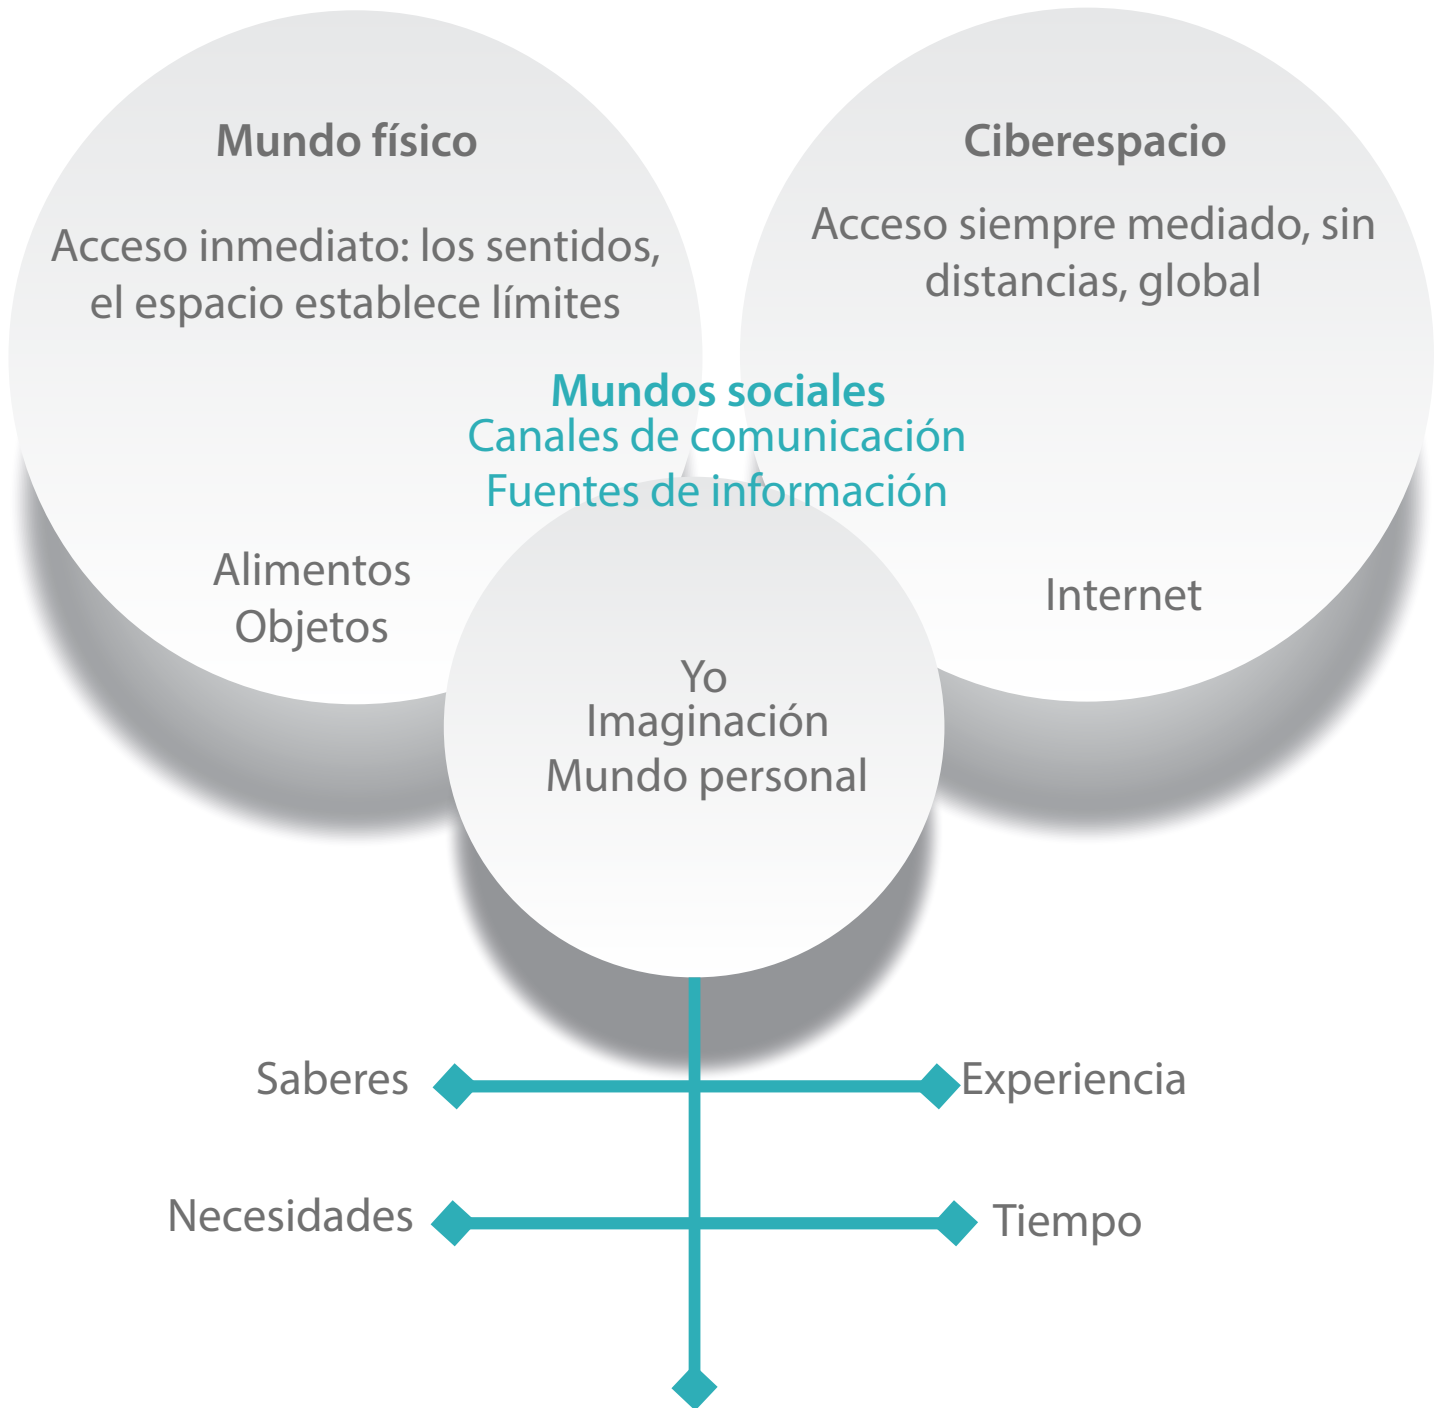 Mundo físico
Acceso inmediato: los sentidos,
el espacio establece límites
Ciberespacio
Acceso siempre mediado, sin
distancias, global
Mundos sociales
Canales de comunicación
Fuentes de información
Alimentos
Objetos
Internet
Yo
Imaginación
Mundo personal
Saberes
Experiencia
Necesidades
Tiempo